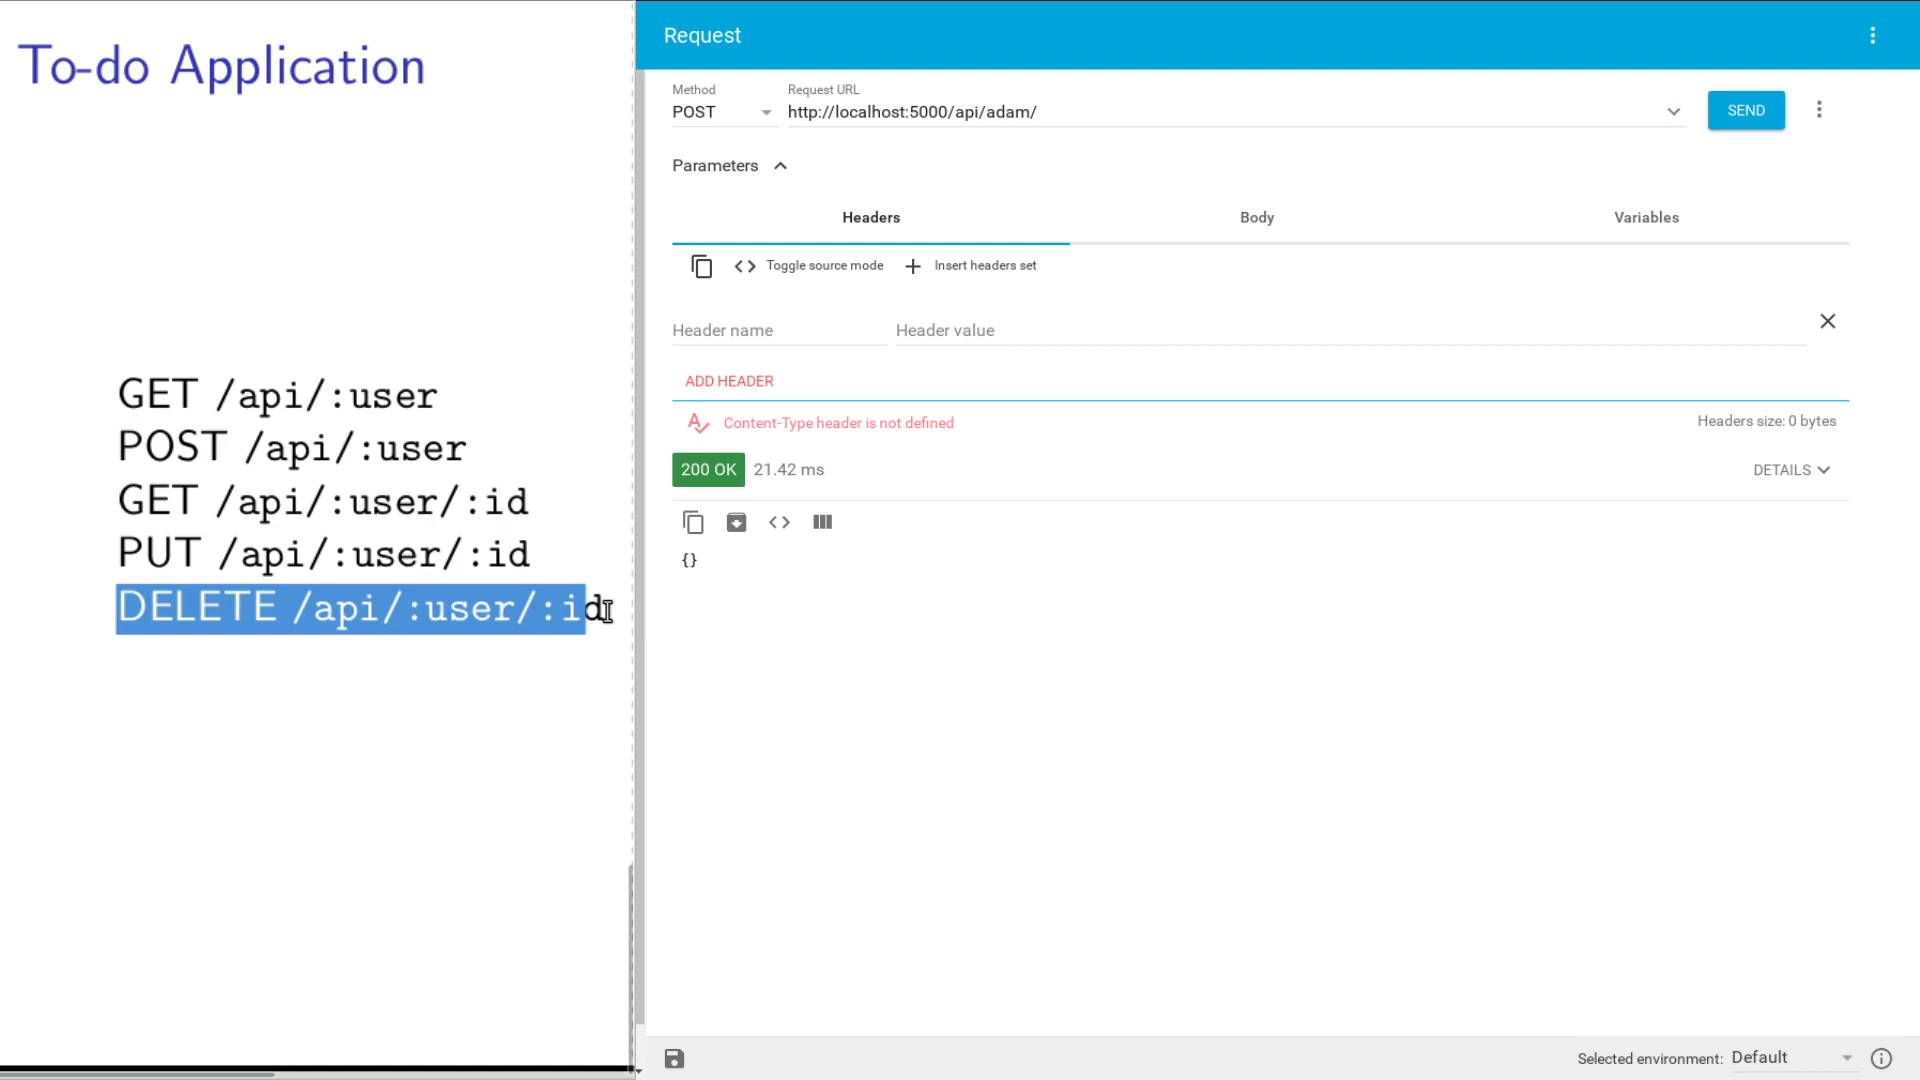 To-do Application
GET /api/:user
POST /api/:user
GET /api/:user/:id
PUT /api/:user/:id
DELETE /api/:user/:id
Request
Method
POST
Request URL
http://localhost:5000/api/adam/
SEND
Parameters
Headers
Body
Variables
Toggle source mode
Insert headers set
Header name
Header value
ADD HEADER
Content-Type header is not defined
Headers size: 0 bytes
200 OK
21.42 ms
DETAILS
{}
Selected environment:
Default